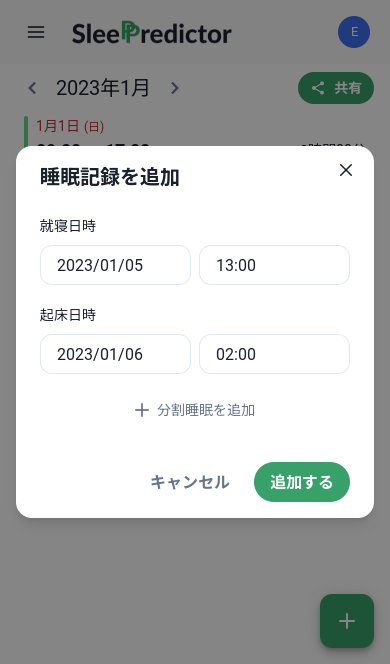 SleePredictor
E
2023年1月
共有
1月1日 (日)
睡眠記録を追加
就寝日時
2023/01/05 13:00
起床日時
2023/01/06 02:00
分割睡眠を追加
キャンセル 追加する